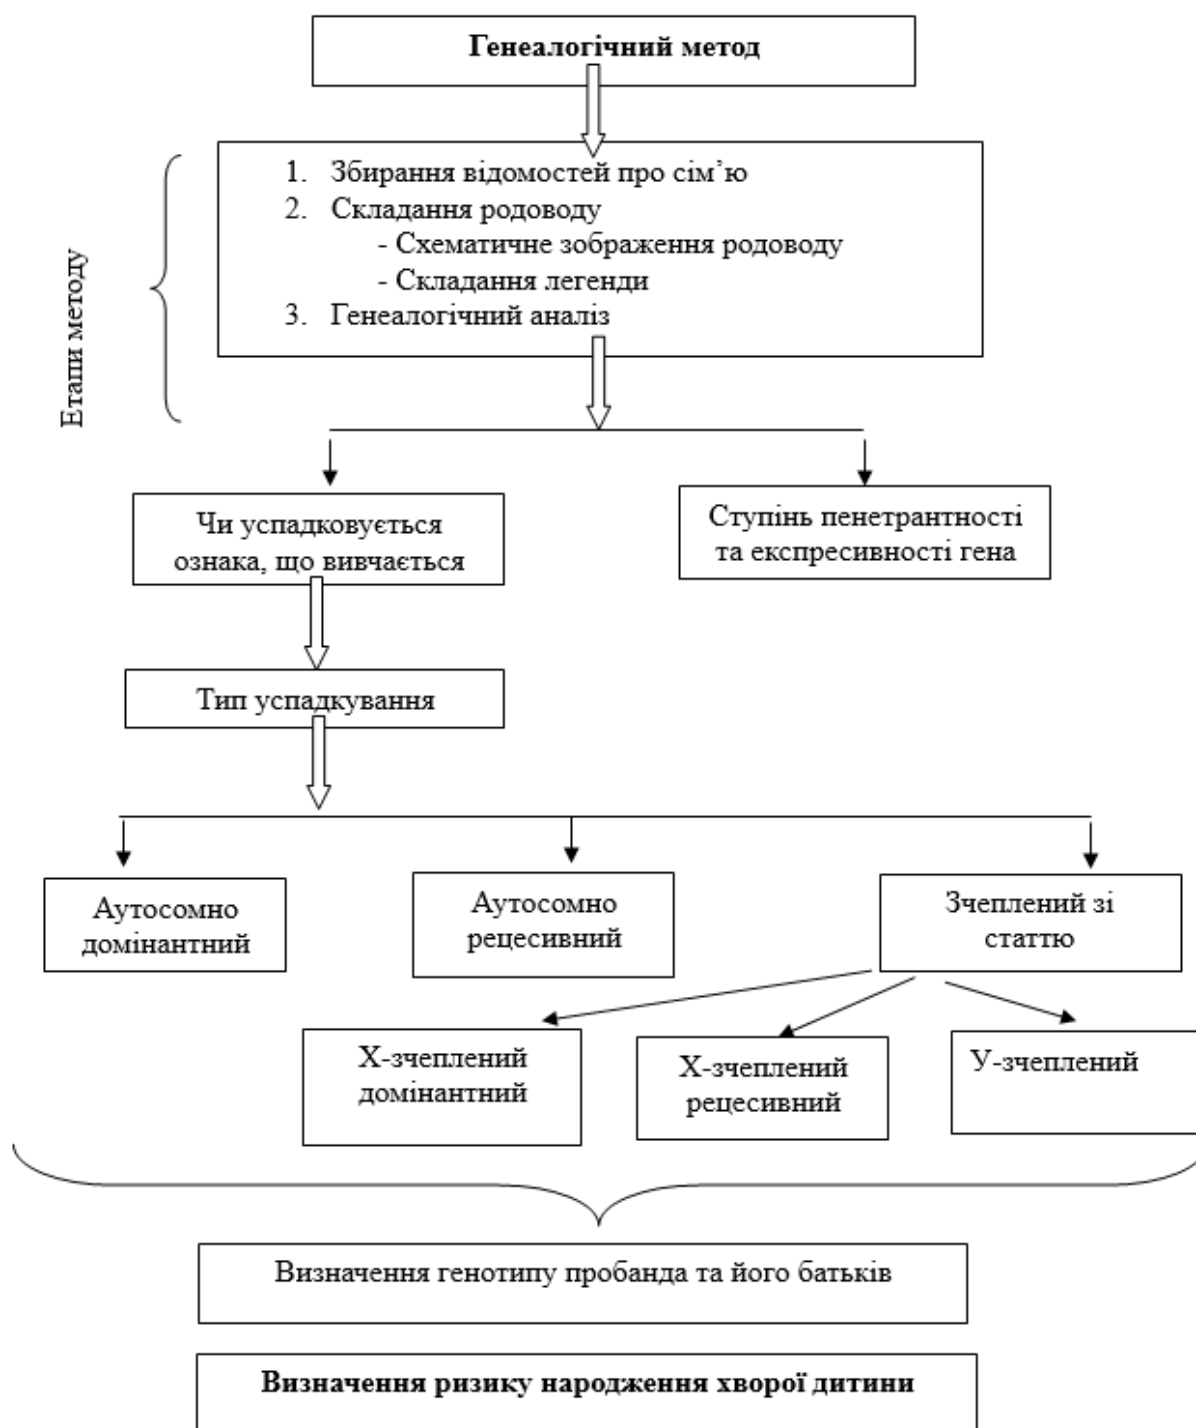 Генеалогічний метод
Етапи методу
1. Збирання відомостей про сім’ю
2. Складання родоводу
- Схематичне зображення родоводу
- Складання легенди
3. Генеалогічний аналіз
Чи успадковується
ознака, що вивчається
Ступінь пенетрантності
та експресивності гена
Тип успадкування
Аутосомно
домінантний
Аутосомно
рецесивний
Зчеплений зі
статтю
Х-зчеплений
домінантний
Х-зчеплений
рецесивний
У-зчеплений
Визначення генотипу пробанда та його батьків
Визначення ризику народження хворої дитини